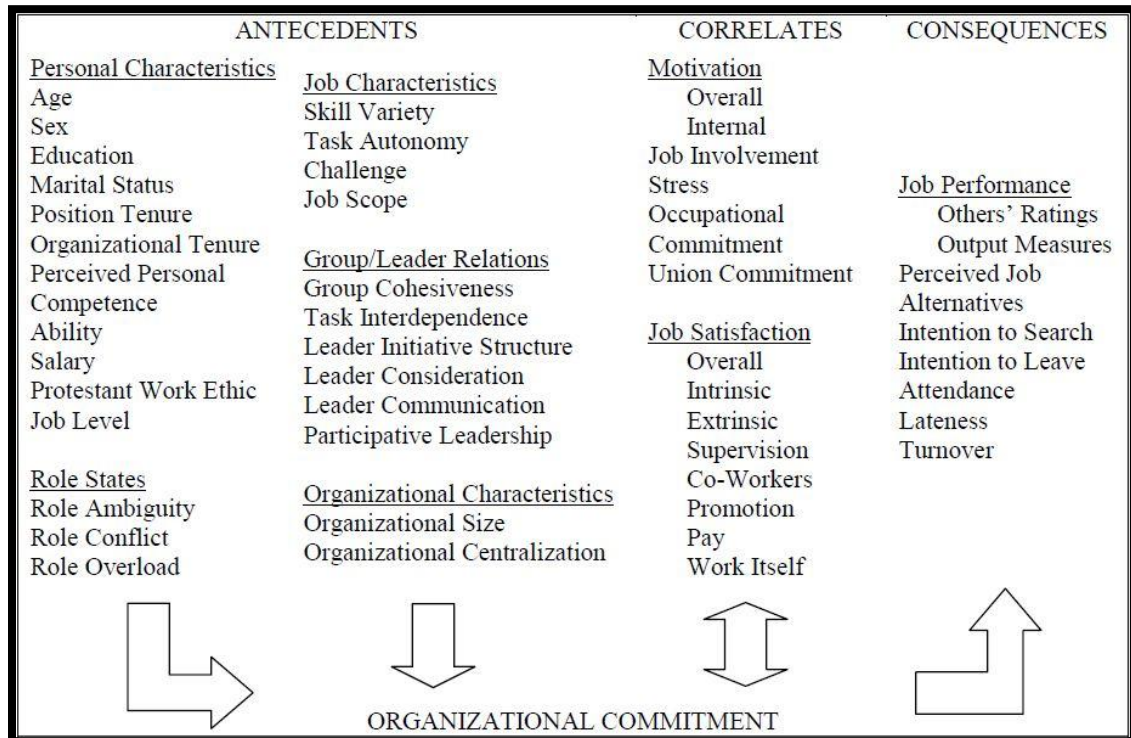 ANTECEDENTS
CORRELATES
CONSEQUENCES
Personal Characteristics
Age
Sex
Education
Marital Status
Position Tenure
Organizational Tenure
Perceived Personal
Competence
Ability
Salary
Protestant Work Ethic
Job Level
Role States
Role Ambiguity
Role Conflict
Role Overload
Job Characteristics
Skill Variety
Task Autonomy
Challenge
Job Scope
Group/Leader Relations
Group Cohesiveness
Task Interdependence
Leader Initiative Structure
Leader Consideration
Leader Communication
Participative Leadership
Organizational Characteristics
Organizational Size
Organizational Centralization
Motivation
Overall
Internal
Job Involvement
Stress
Occupational
Commitment
Union Commitment
Job Satisfaction
Overall
Intrinsic
Extrinsic
Supervision
Co-Workers
Promotion
Pay
Work Itself
Job Performance
Others’ Ratings
Output Measures
Perceived Job
Alternatives
Intention to Search
Intention to Leave
Attendance
Lateness
Turnover
ORGANIZATIONAL COMMITMENT